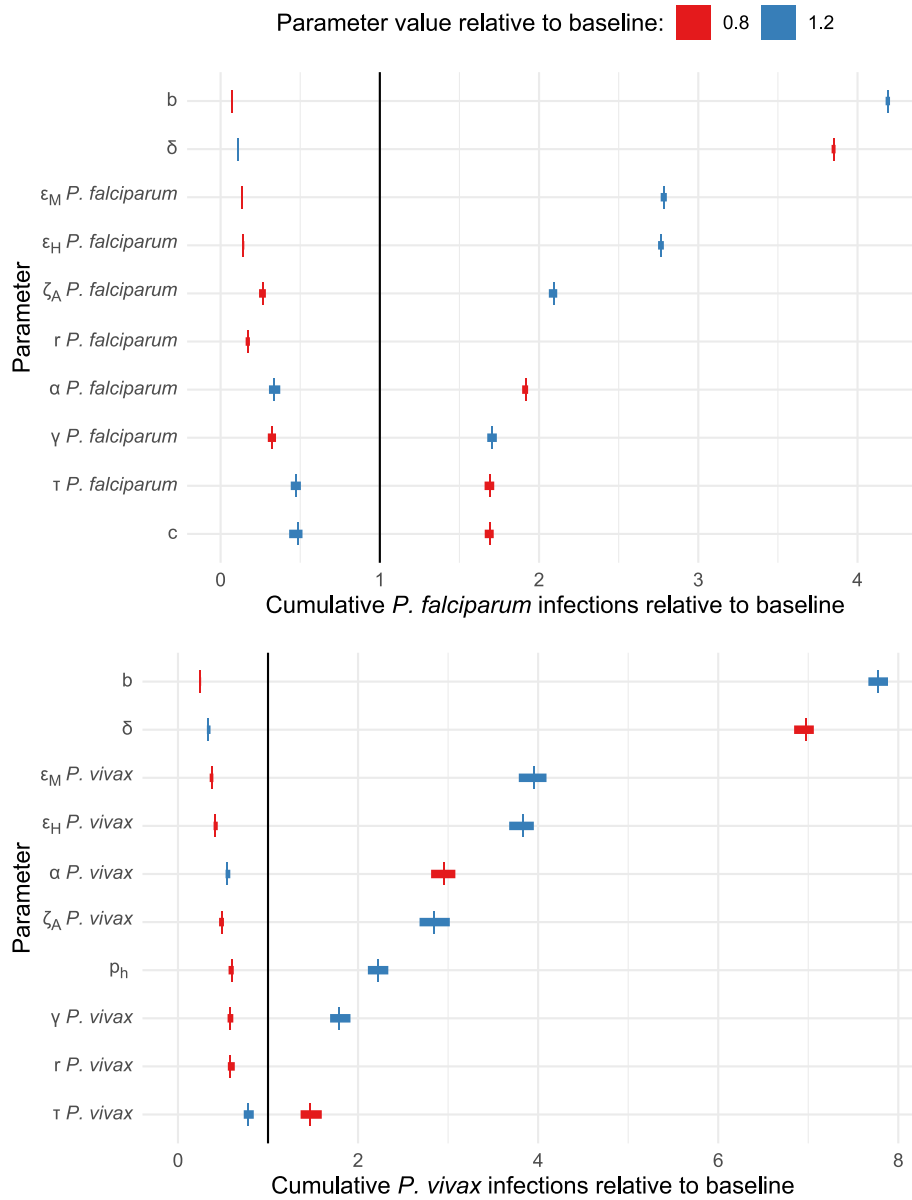 Parameter value relative to baseline: 0.8 1.2
Parameter
b
δ
εM P. falciparum
εH P. falciparum
ζA P. falciparum
r P. falciparum
α P. falciparum
γ P. falciparum
τ P. falciparum
c
0 1 2 3 4
Cumulative P. falciparum infections relative to baseline
Parameter
b
δ
εM P. vivax
εH P. vivax
α P. vivax
ζA P. vivax
ph
γ P. vivax
r P. vivax
τ P. vivax
0 2 4 6 8
Cumulative P. vivax infections relative to baseline